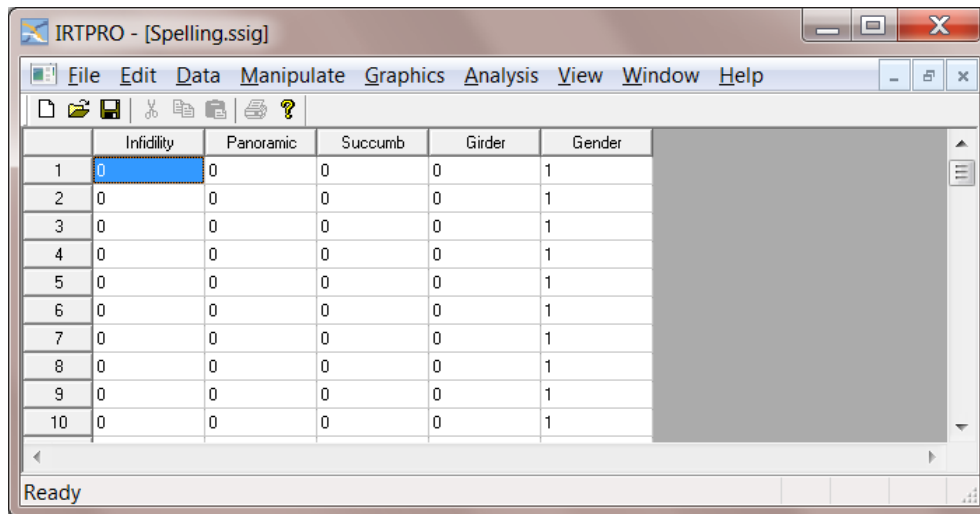 IRTPRO - [Spelling.ssig]
File Edit Data Manipulate Graphics Analysis View Window Help
Infidility Panoramic Succumb Girder Gender
1 0 0 0 0 1
2 0 0 0 0 1
3 0 0 0 0 1
4 0 0 0 0 1
5 0 0 0 0 1
6 0 0 0 0 1
7 0 0 0 0 1
8 0 0 0 0 1
9 0 0 0 0 1
10 0 0 0 0 1
Ready